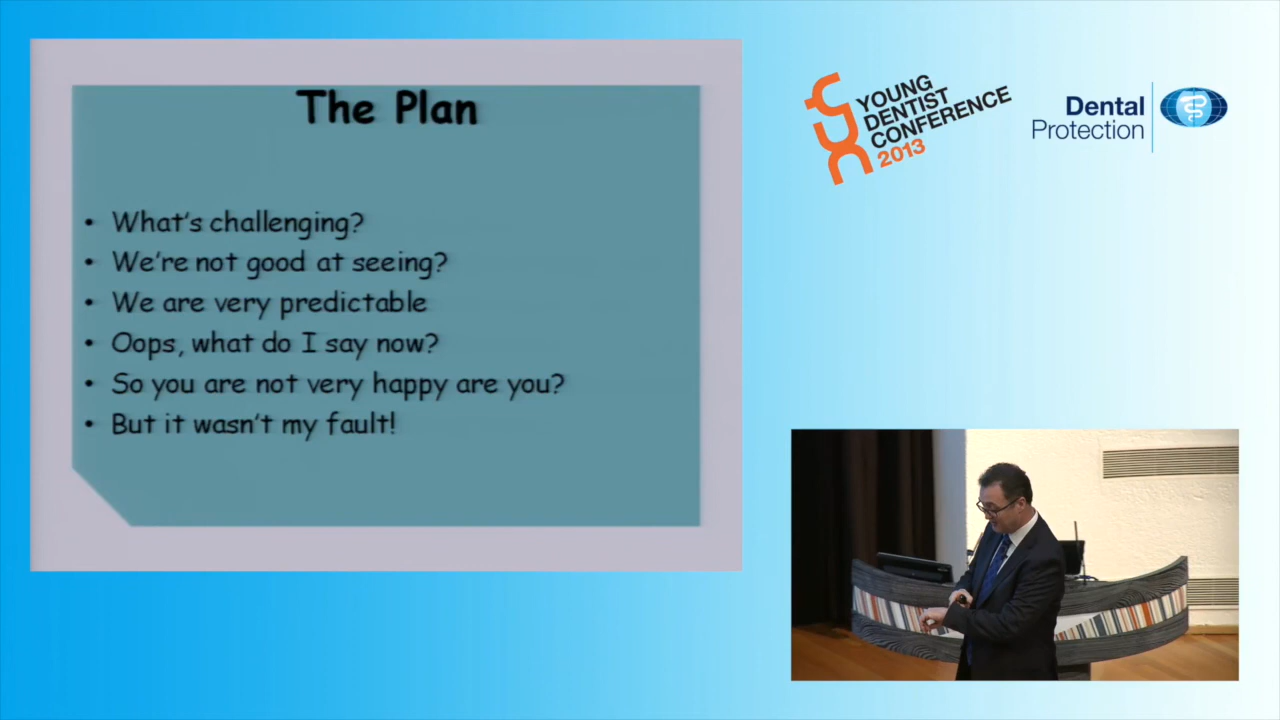 The Plan
• What's challenging?
• We're not good at seeing?
• We are very predictable
• Oops, what do I say now?
• So you are not very happy are you?
• But it wasn't my fault!
YOUNG
DENTIST
CONFERENCE
2013
Dental
Protection